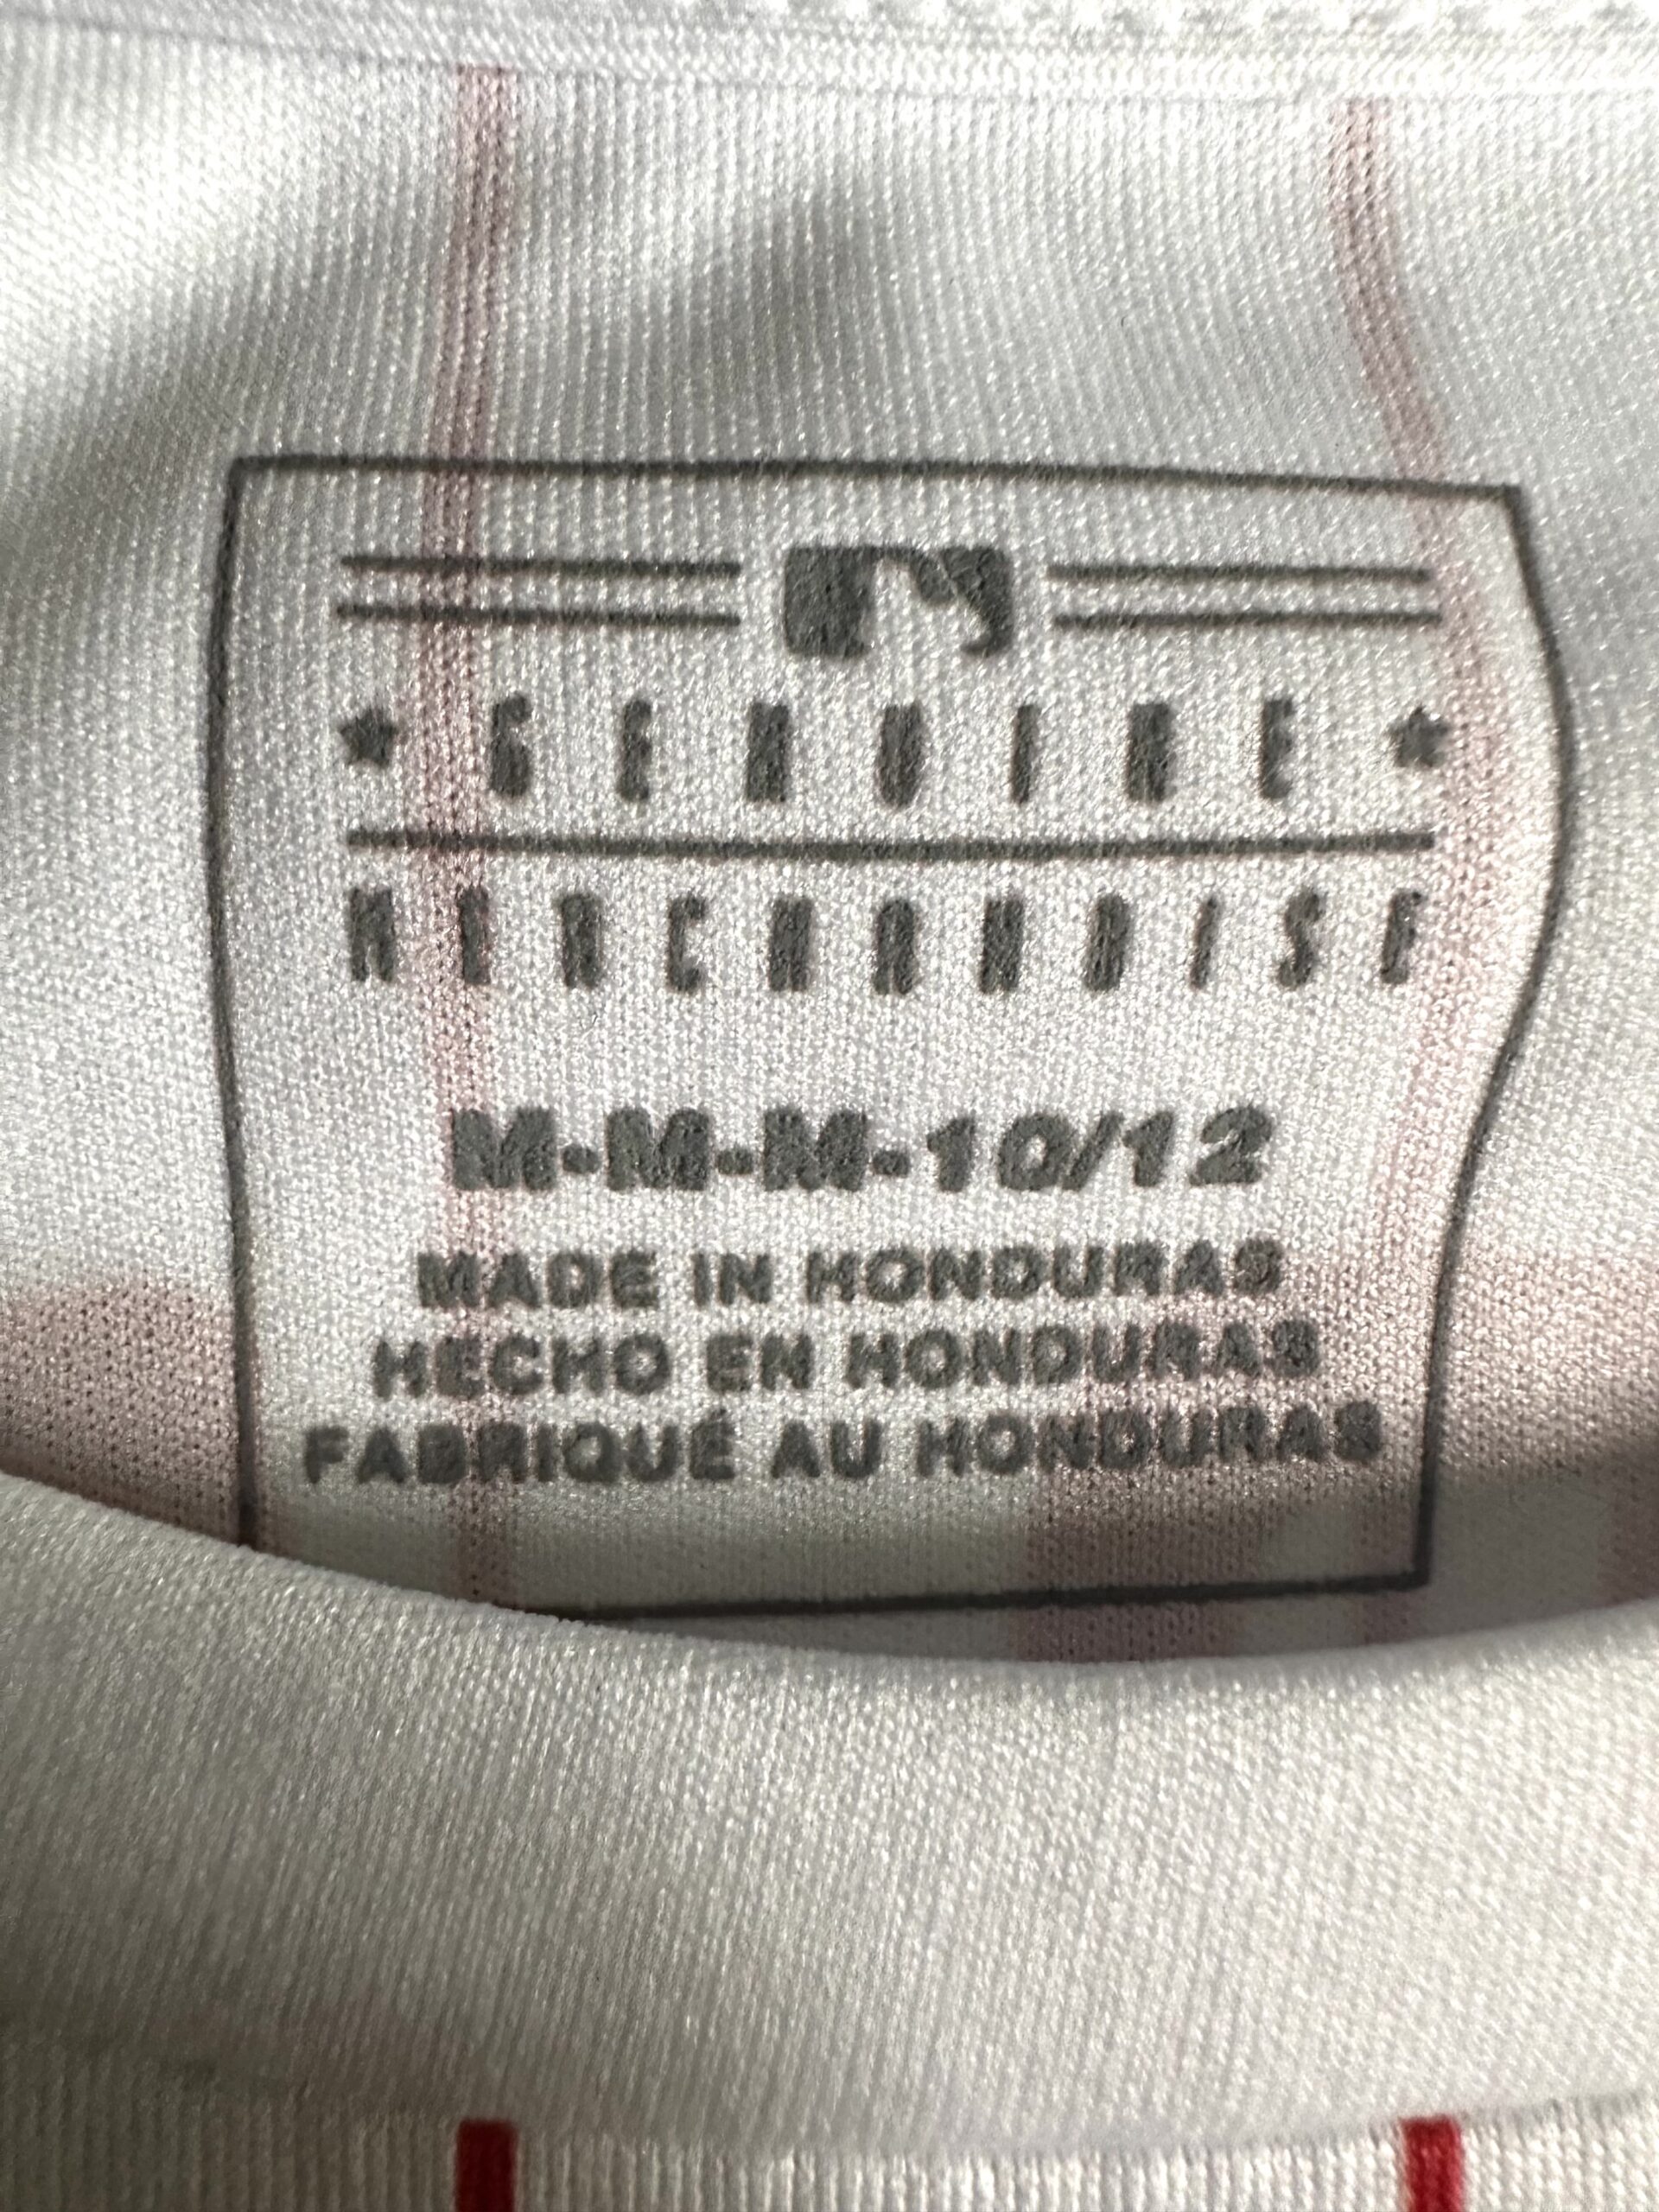 ★ GENUINE ★
MERCHANDISE
M-M-M-10/12
MADE IN HONDURAS
HECHO EN HONDURAS
FABRIQUÉ AU HONDURAS